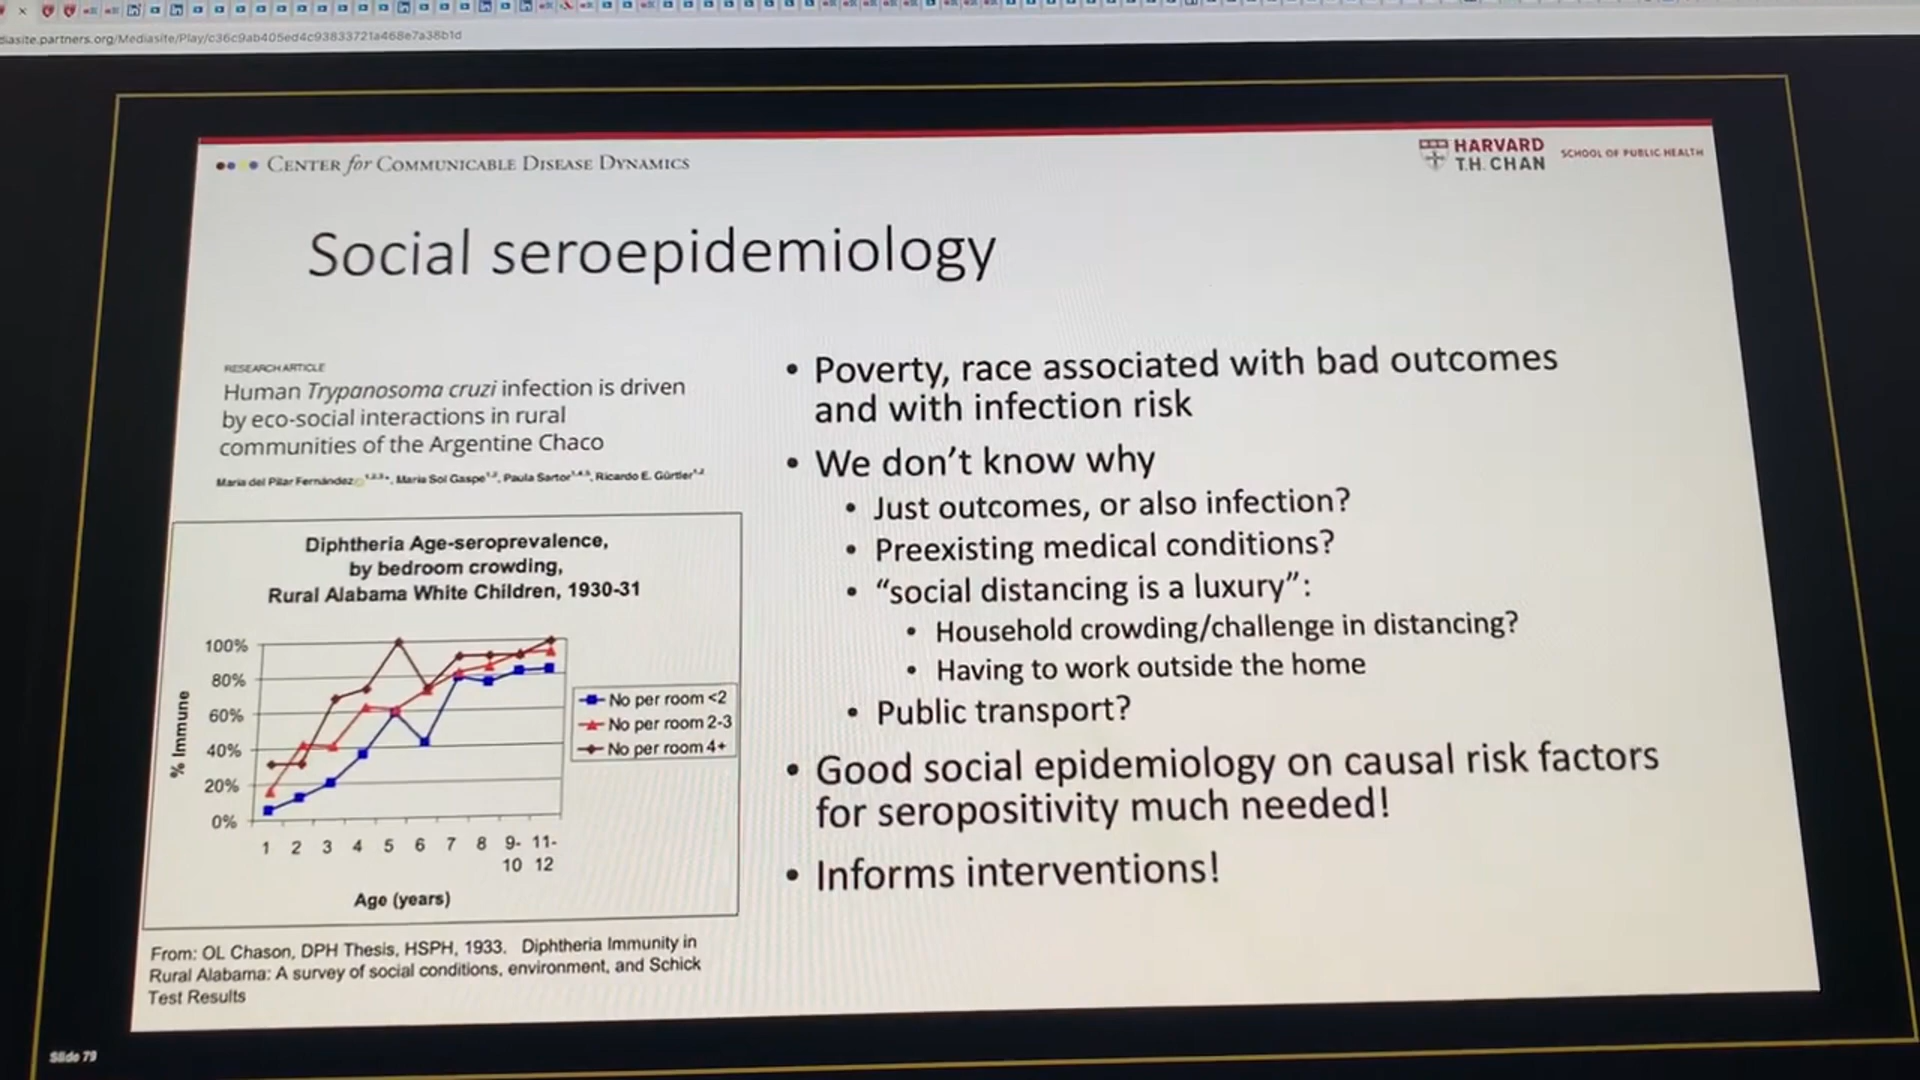 diasite.partners.org/Mediasite/Play/c36c9ab405ed4c93833721a468e7a38b1d
CENTER for COMMUNICABLE DISEASE DYNAMICS
HARVARD
T.H. CHAN
SCHOOL OF PUBLIC HEALTH
Social seroepidemiology
RESEARCH ARTICLE
Human Trypanosoma cruzi infection is driven
by eco-social interactions in rural
communities of the Argentine Chaco
María del Pilar Fernández, María Sol Gaspe, Paula Sartor, Ricardo E. Gürtler
Diphtheria Age-seroprevalence,
by bedroom crowding,
Rural Alabama White Children, 1930-31
% Immune
100%
80%
60%
40%
20%
0%
1 2 3 4 5 6 7 8 9- 11-
10 12
Age (years)
No per room <2
No per room 2-3
No per room 4+
From: OL Chason, DPH Thesis, HSPH, 1933. Diphtheria Immunity in
Rural Alabama: A survey of social conditions, environment, and Schick
Test Results
• Poverty, race associated with bad outcomes
and with infection risk
• We don’t know why
• Just outcomes, or also infection?
• Preexisting medical conditions?
• “social distancing is a luxury”:
• Household crowding/challenge in distancing?
• Having to work outside the home
• Public transport?
• Good social epidemiology on causal risk factors
for seropositivity much needed!
• Informs interventions!
Slide 79